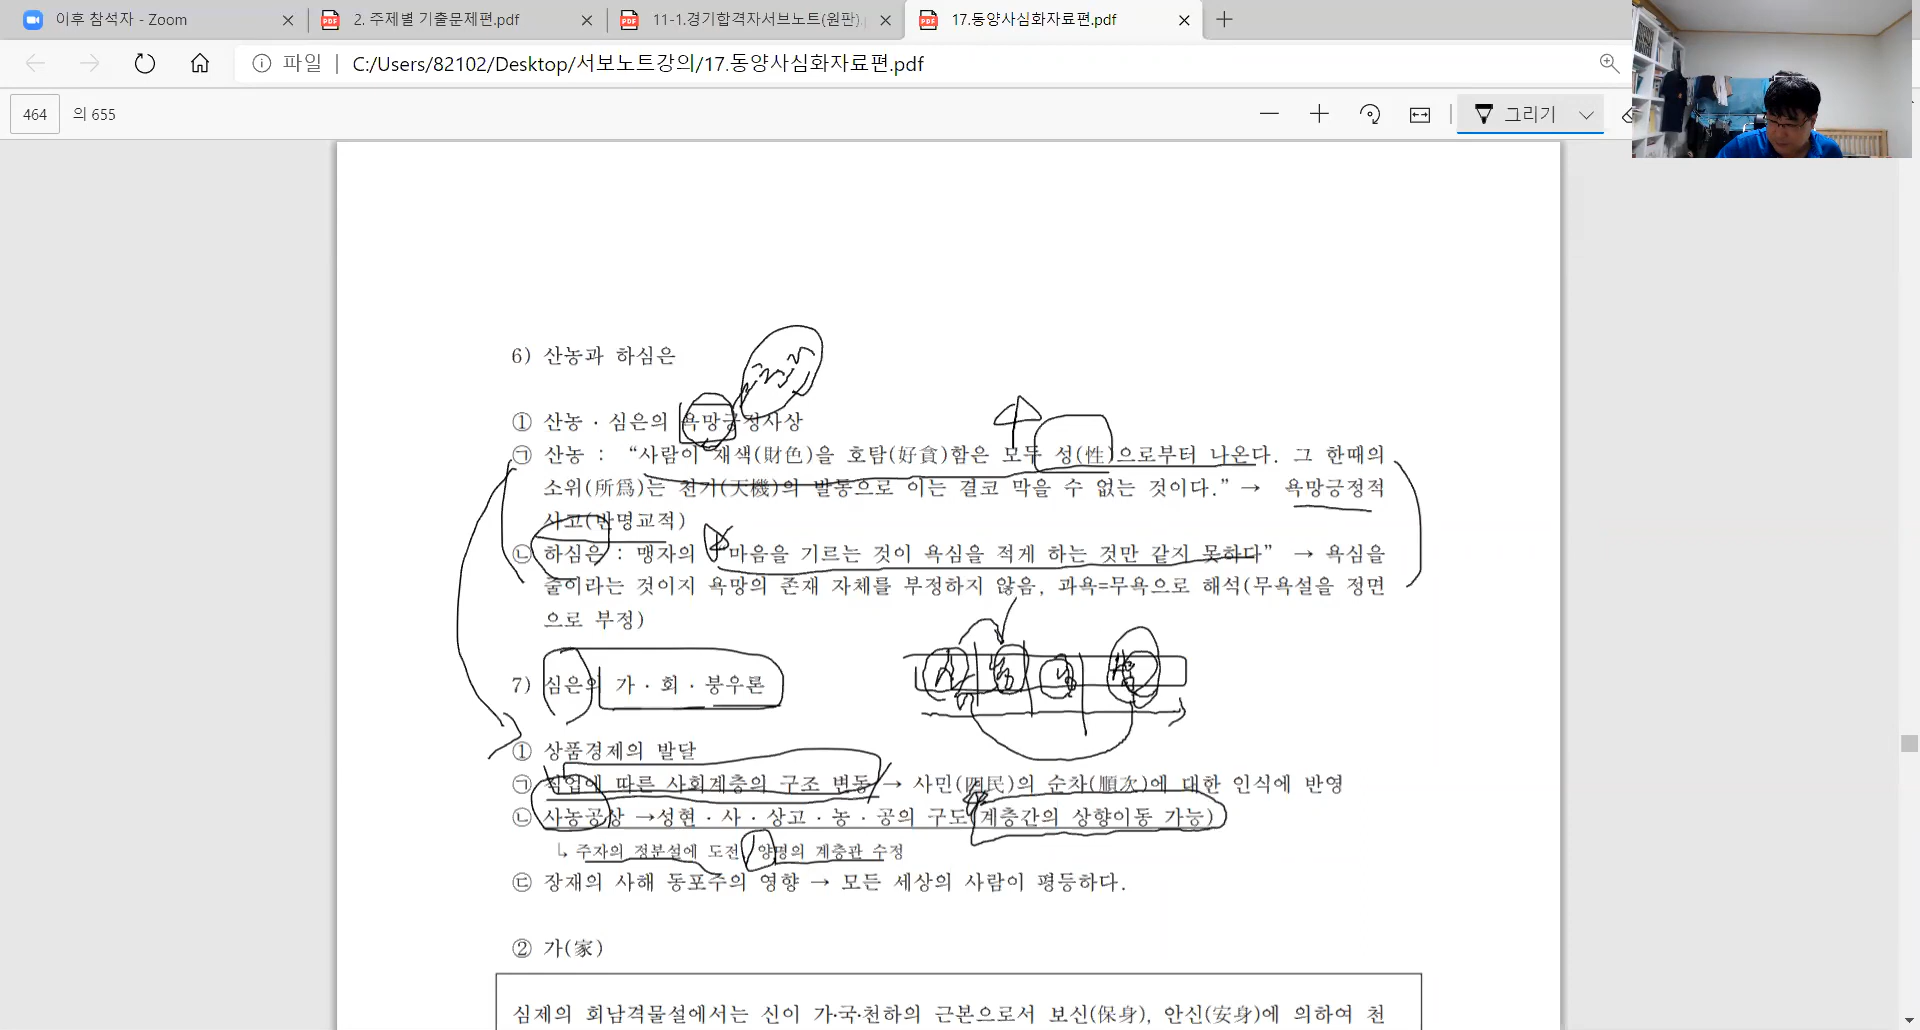 이후 참석자 - Zoom
2. 주제별 기출문제편.pdf
11-1.경기합격자서브노트(원판).p
17.동양사심화자료편.pdf
파일 | C:/Users/82102/Desktop/서보노트강의/17.동양사심화자료편.pdf
464 의 655
그리기
6) 산농과 하심은
① 산농 · 심은의 욕망긍정사상
㉠ 산농 : “사람이 재색(財色)을 호탐(好貪)함은 모두 성(性)으로부터 나온다. 그 한때의
소위(所爲)는 천기(天機)의 발동으로 이는 결코 막을 수 없는 것이다.” → 욕망긍정적
사고(반명교적)
㉡ 하심은 : 맹자의 “마음을 기르는 것이 욕심을 적게 하는 것만 같지 못하다” → 욕심을
줄이라는 것이지 욕망의 존재 자체를 부정하지 않음, 과욕=무욕으로 해석(무욕설을 정면
으로 부정)
7) 심은의 가 · 회 · 붕우론
① 상품경제의 발달
㉠ 직업에 따른 사회계층의 구조 변동 → 사민(四民)의 순차(順次)에 대한 인식에 반영
㉡ 사농공상 →성현 · 사 · 상고 · 농 · 공의 구도(계층간의 상향이동 가능)
↳ 주자의 정분설에 도전, 양명의 계층관 수정
㉢ 장재의 사해 동포주의 영향 → 모든 세상의 사람이 평등하다.
② 가(家)
심제의 회남격물설에서는 신이 가·국·천하의 근본으로서 보신(保身), 안신(安身)에 의하여 천